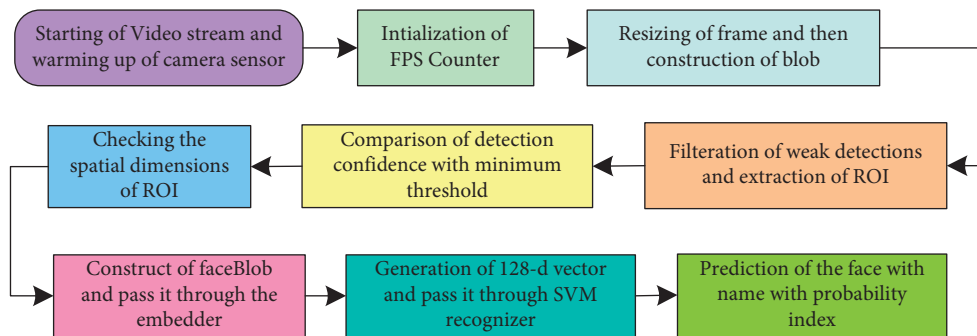 Starting of Video stream and
warming up of camera sensor
Intialization of
FPS Counter
Resizing of frame and then
construction of blob
Filteration of weak detections
and extraction of ROI
Comparison of detection
confidence with minimum
threshold
Checking the
spatial dimensions
of ROI
Construct of faceBlob
and pass it through the
embedder
Generation of 128-d vector
and pass it through SVM
recognizer
Prediction of the face with
name with probability
index